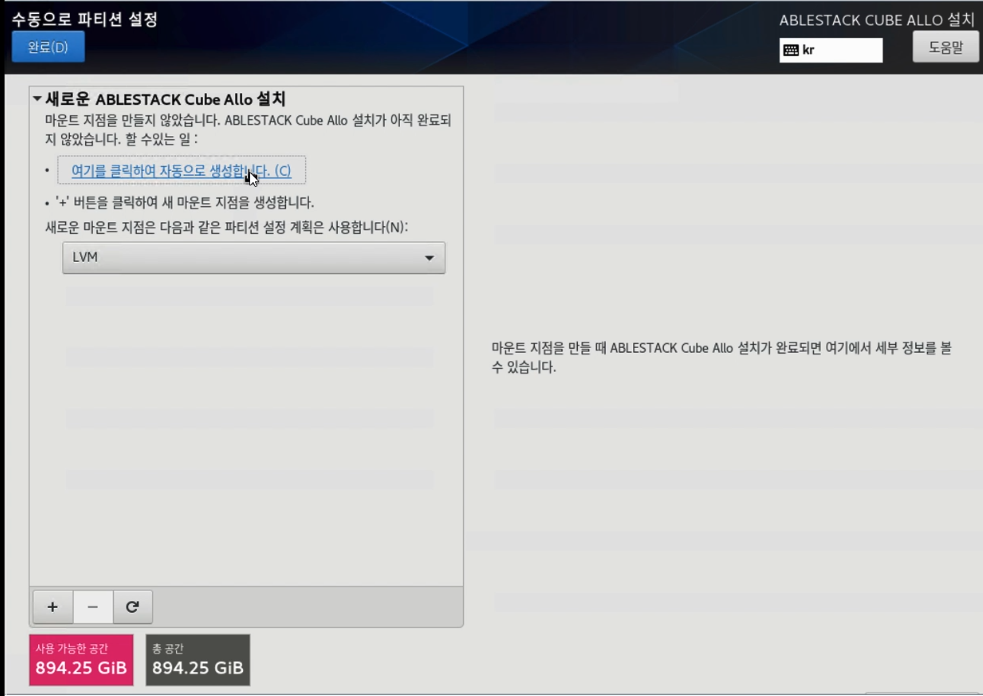 수동으로 파티션 설정
ABLESTACK CUBE ALLO 설치
완료(D)
kr
도움말
새로운 ABLESTACK Cube Allo 설치
마운트 지점을 만들지 않았습니다. ABLESTACK Cube Allo 설치가 아직 완료되
지 않았습니다. 할 수있는 일 :
• 여기를 클릭하여 자동으로 생성합니다. (C)
• '+' 버튼을 클릭하여 새 마운트 지점을 생성합니다.
새로운 마운트 지점은 다음과 같은 파티션 설정 계획은 사용합니다(N):
LVM
마운트 지점을 만들 때 ABLESTACK Cube Allo 설치가 완료되면 여기에서 세부 정보를 볼
수 있습니다.
사용 가능한 공간
894.25 GiB
총 공간
894.25 GiB